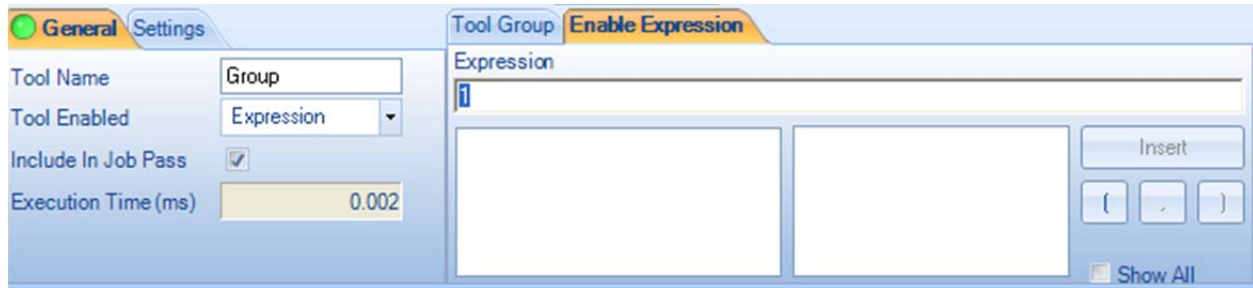 General Settings
Tool Name Group
Tool Enabled Expression
Include In Job Pass
Execution Time (ms) 0.002
Tool Group Enable Expression
Expression
1
Insert
( , )
Show All